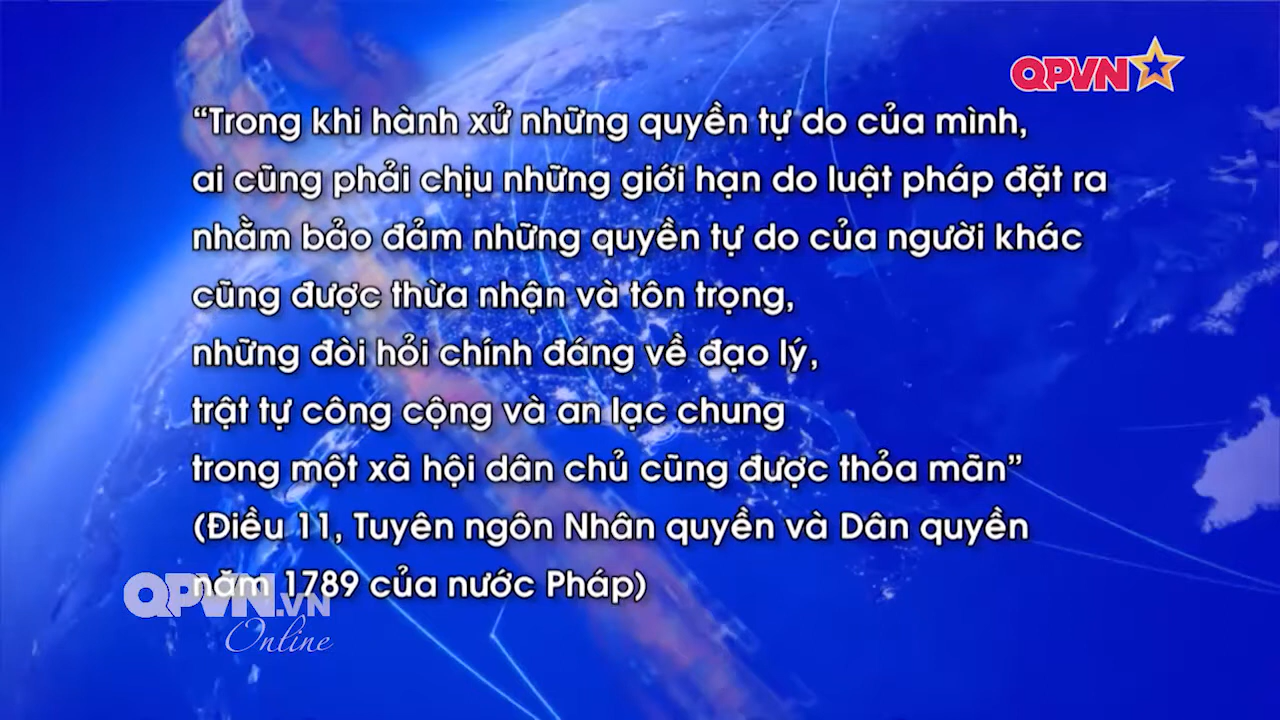 QPVN
“Trong khi hành xử những quyền tự do của mình,
ai cũng phải chịu những giới hạn do luật pháp đặt ra
nhằm bảo đảm những quyền tự do của người khác
cũng được thừa nhận và tôn trọng,
những đòi hỏi chính đáng về đạo lý,
trật tự công cộng và an lạc chung
trong một xã hội dân chủ cũng được thỏa mãn”
(Điều 11, Tuyên ngôn Nhân quyền và Dân quyền
năm 1789 của nước Pháp)
QPVN.VN
Online